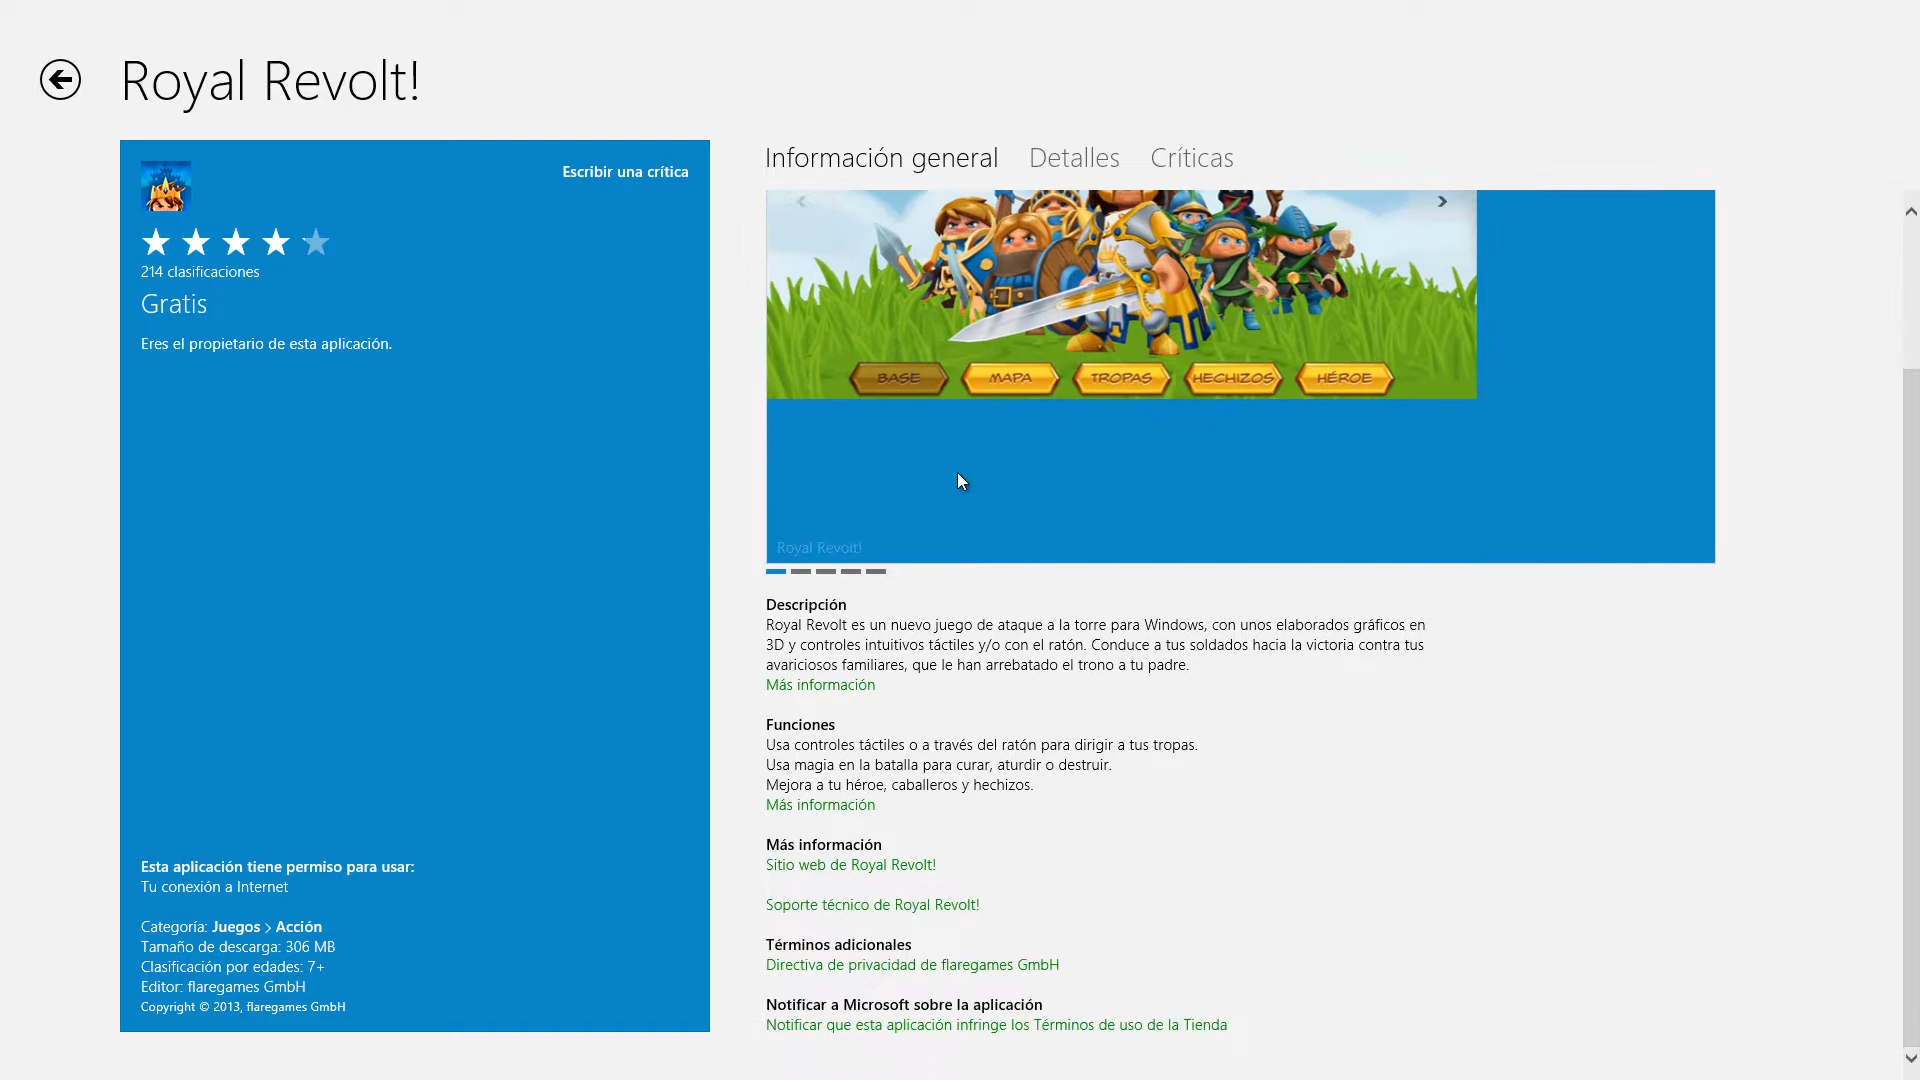 Royal Revolt!
Escribir una crítica
214 clasificaciones
Gratis
Eres el propietario de esta aplicación.
Esta aplicación tiene permiso para usar:
Tu conexión a Internet
Categoría: Juegos > Acción
Tamaño de descarga: 306 MB
Clasificación por edades: 7+
Editor: flaregames GmbH
Copyright © 2013, flaregames GmbH
Información general Detalles Críticas
BASE MAPA TROPAS HECHIZOS HÉROE
Royal Revolt!
Descripción
Royal Revolt es un nuevo juego de ataque a la torre para Windows, con unos elaborados gráficos en
3D y controles intuitivos táctiles y/o con el ratón. Conduce a tus soldados hacia la victoria contra tus
avariciosos familiares, que le han arrebatado el trono a tu padre.
Más información
Funciones
Usa controles táctiles o a través del ratón para dirigir a tus tropas.
Usa magia en la batalla para curar, aturdir o destruir.
Mejora a tu héroe, caballeros y hechizos.
Más información
Más información
Sitio web de Royal Revolt!
Soporte técnico de Royal Revolt!
Términos adicionales
Directiva de privacidad de flaregames GmbH
Notificar a Microsoft sobre la aplicación
Notificar que esta aplicación infringe los Términos de uso de la Tienda